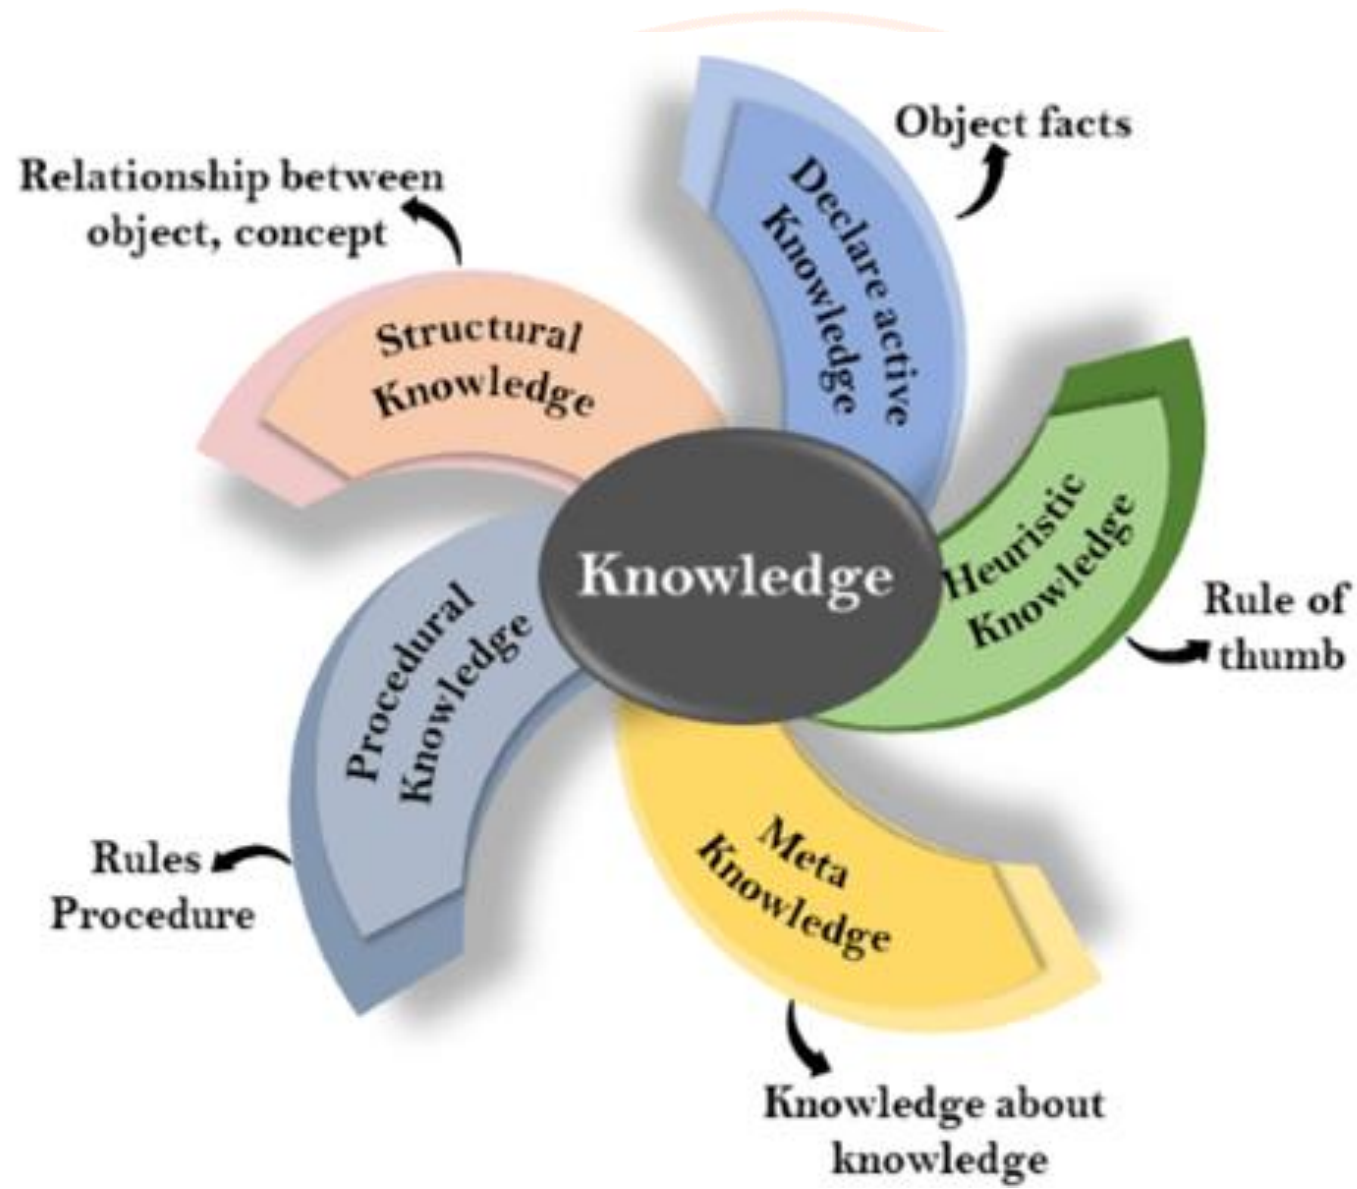 Object facts
Relationship between
object, concept
Declare active
Knowledge
Structural
Knowledge
Heuristic
Knowledge
Knowledge
Procedural
Knowledge
Rule of
thumb
Meta
Knowledge
Rules
Procedure
Knowledge about
knowledge